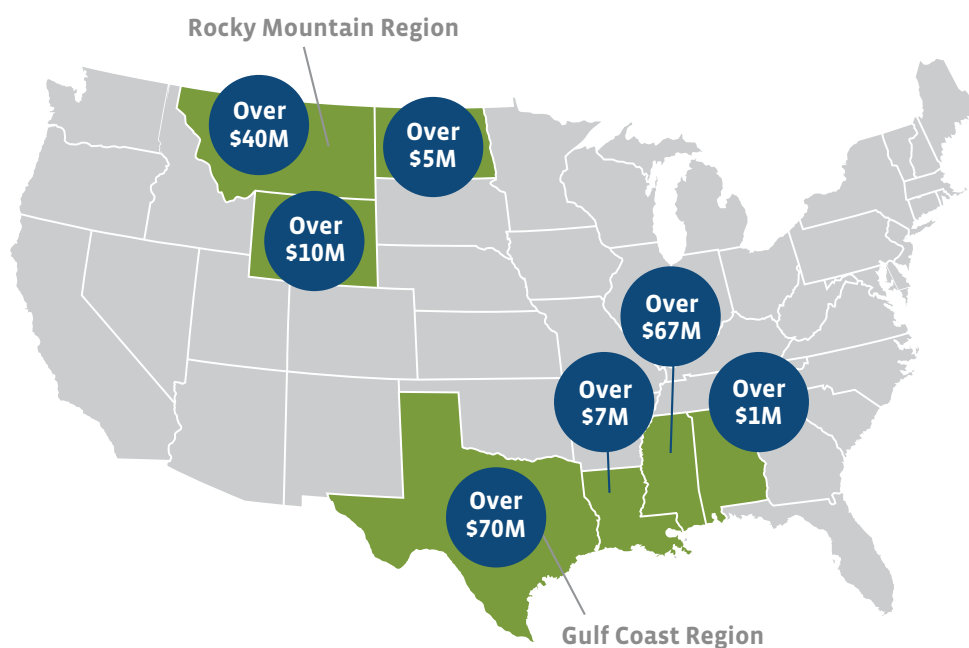 Rocky Mountain Region
Over
$40M
Over
$5M
Over
$10M
Over
$67M
Over
$7M
Over
$1M
Over
$70M
Gulf Coast Region